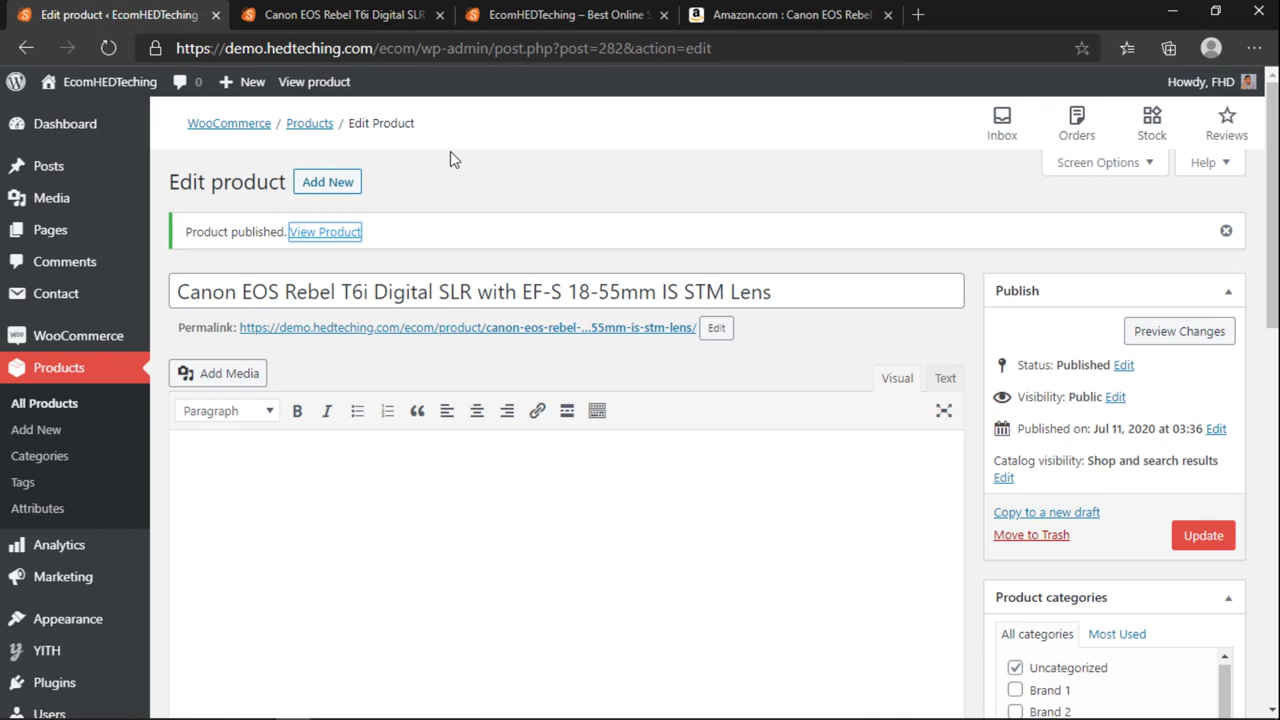 Edit product ‹ EcomHEDTeching
Canon EOS Rebel T6i Digital SLR
EcomHEDTeching – Best Online S
Amazon.com : Canon EOS Rebel
https://demo.hedteching.com/ecom/wp-admin/post.php?post=282&action=edit
EcomHEDTeching
0
New
View product
Howdy, FHD
Dashboard
Posts
Media
Pages
Comments
Contact
WooCommerce
Products
All Products
Add New
Categories
Tags
Attributes
Analytics
Marketing
Appearance
YITH
Plugins
Users
WooCommerce / Products / Edit Product
Inbox
Orders
Stock
Reviews
Screen Options
Help
Edit product
Add New
Product published. View Product
Canon EOS Rebel T6i Digital SLR with EF-S 18-55mm IS STM Lens
Permalink: https://demo.hedteching.com/ecom/product/canon-eos-rebel-...55mm-is-stm-lens/
Edit
Add Media
Visual
Text
Paragraph
B I
Publish
Preview Changes
Status: Published Edit
Visibility: Public Edit
Published on: Jul 11, 2020 at 03:36 Edit
Catalog visibility: Shop and search results
Edit
Copy to a new draft
Move to Trash
Update
Product categories
All categories
Most Used
Uncategorized
Brand 1
Brand 2